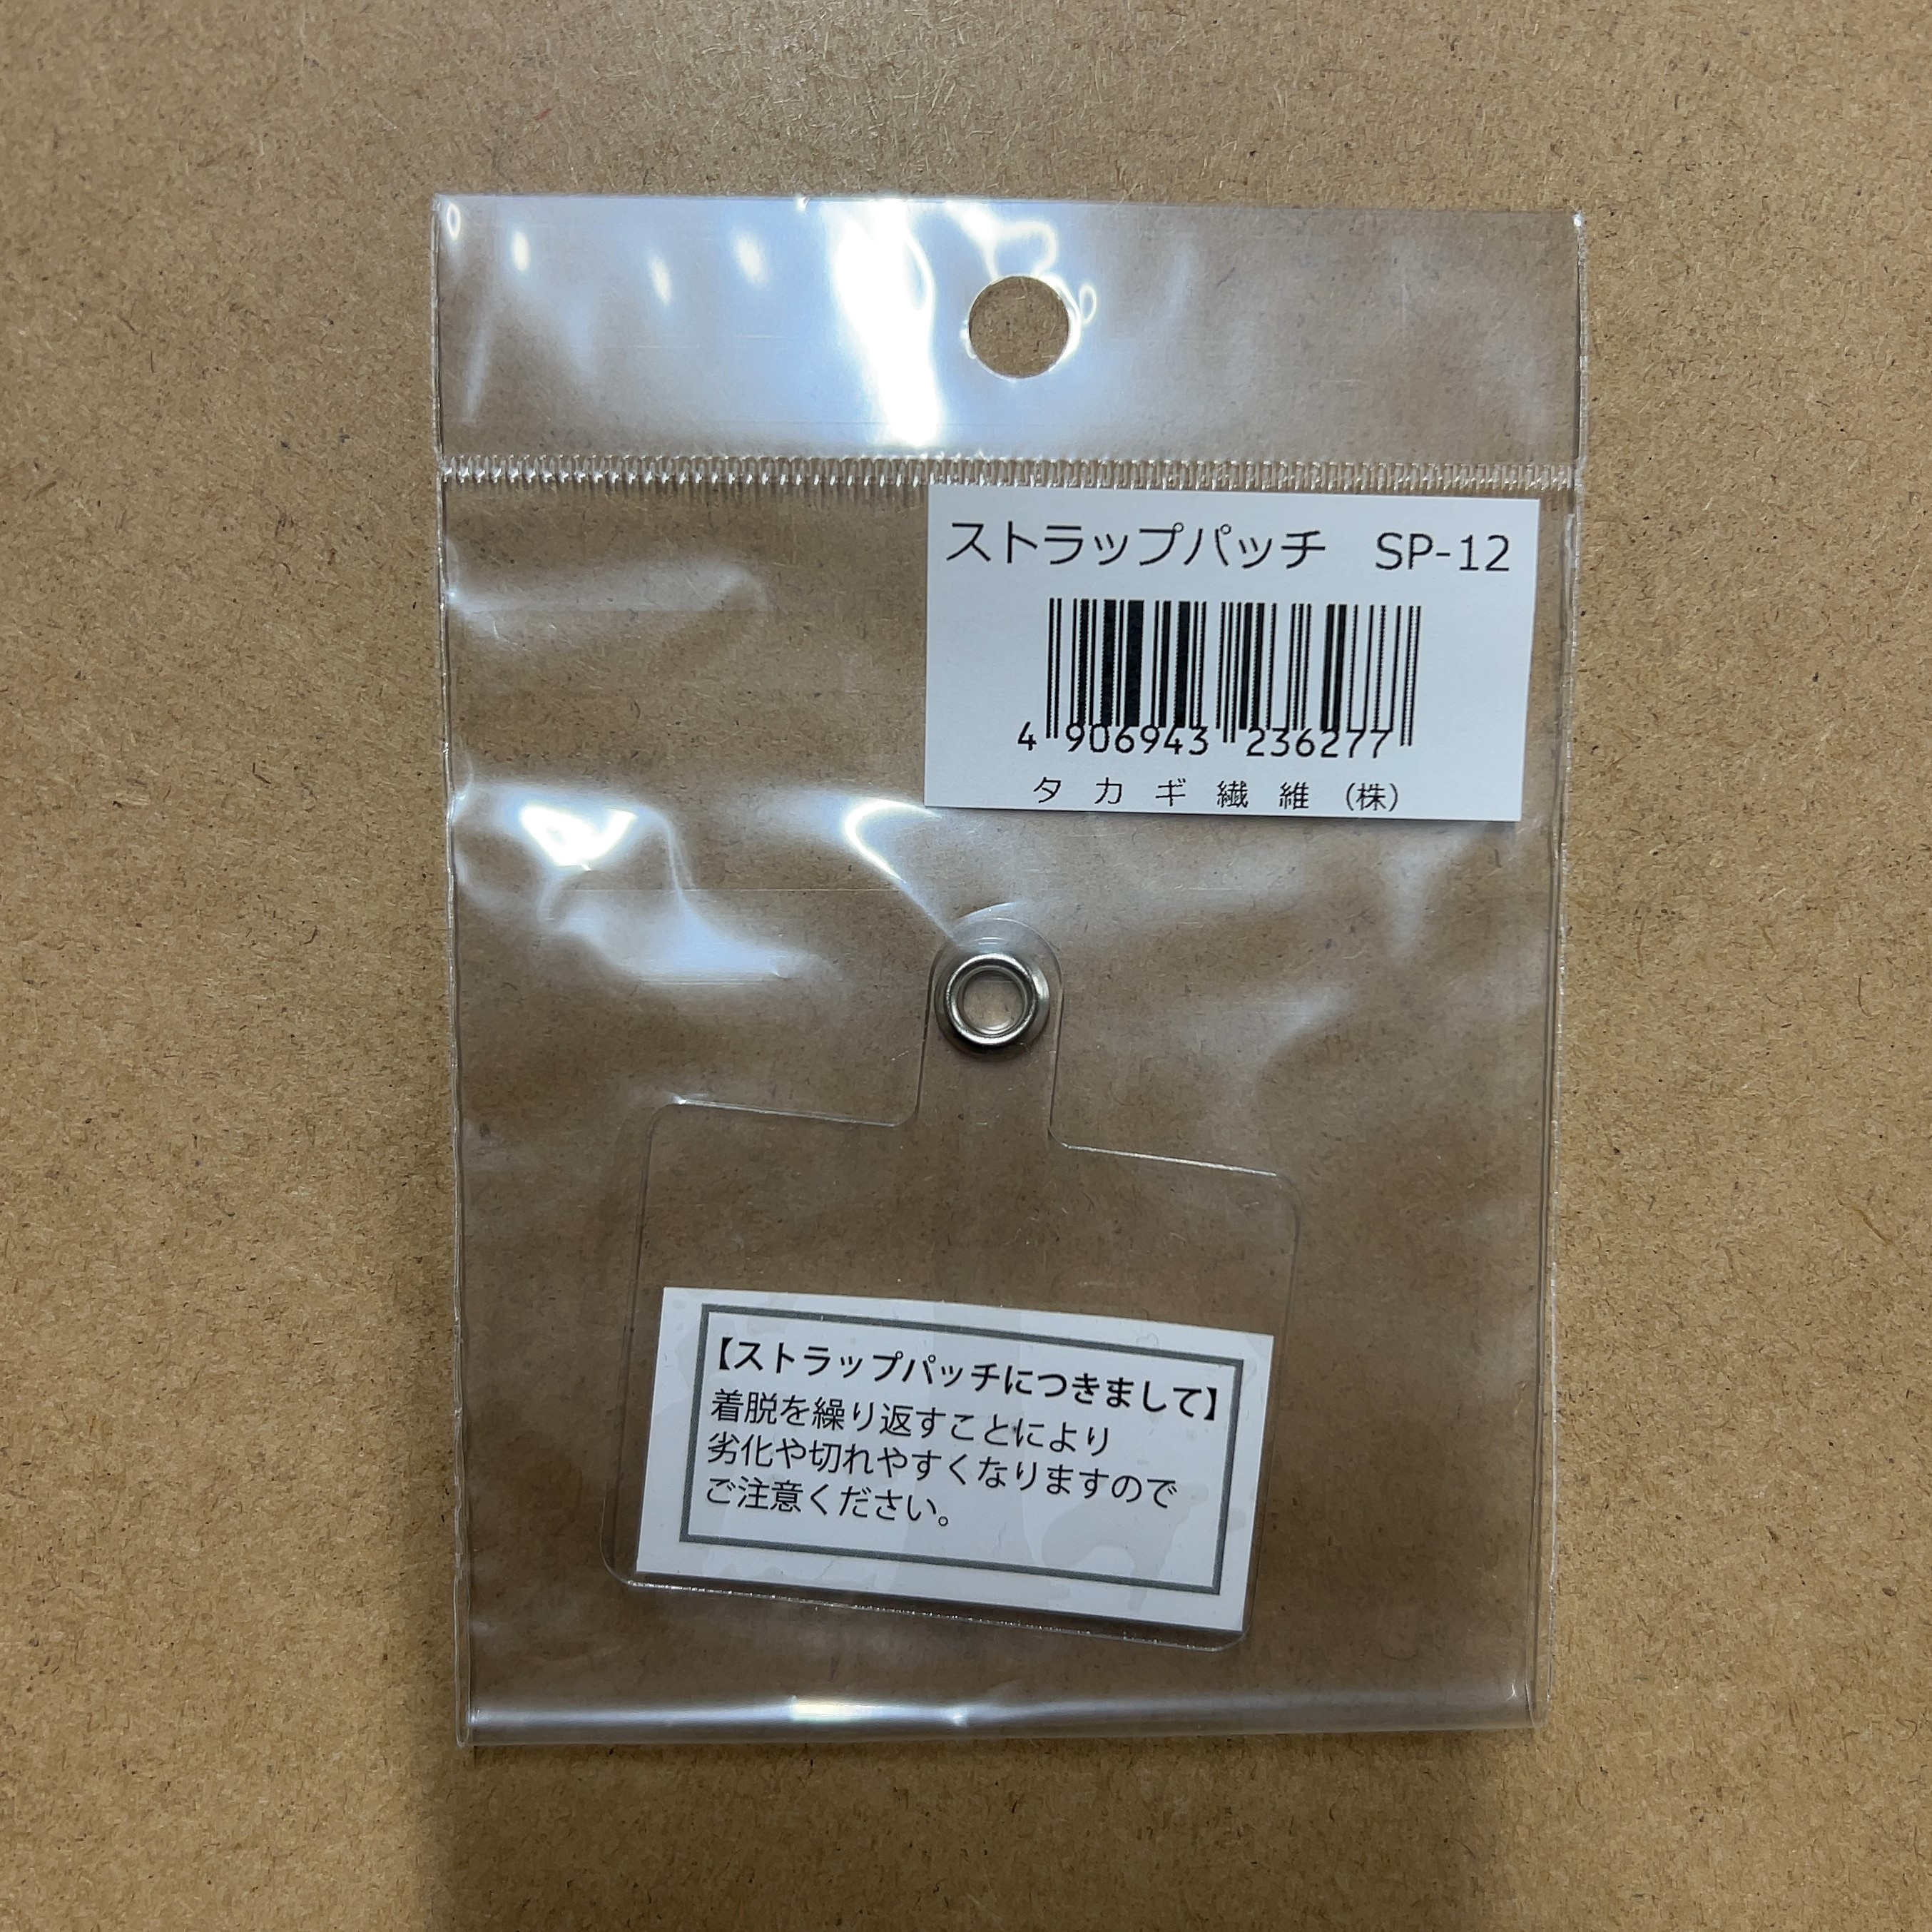 ストラップパッチ　SP-12
4 906943 236277
タカギ繊維（株）
【ストラップパッチにつきまして】
着脱を繰り返すことにより
劣化や切れやすくなりますので
ご注意ください。